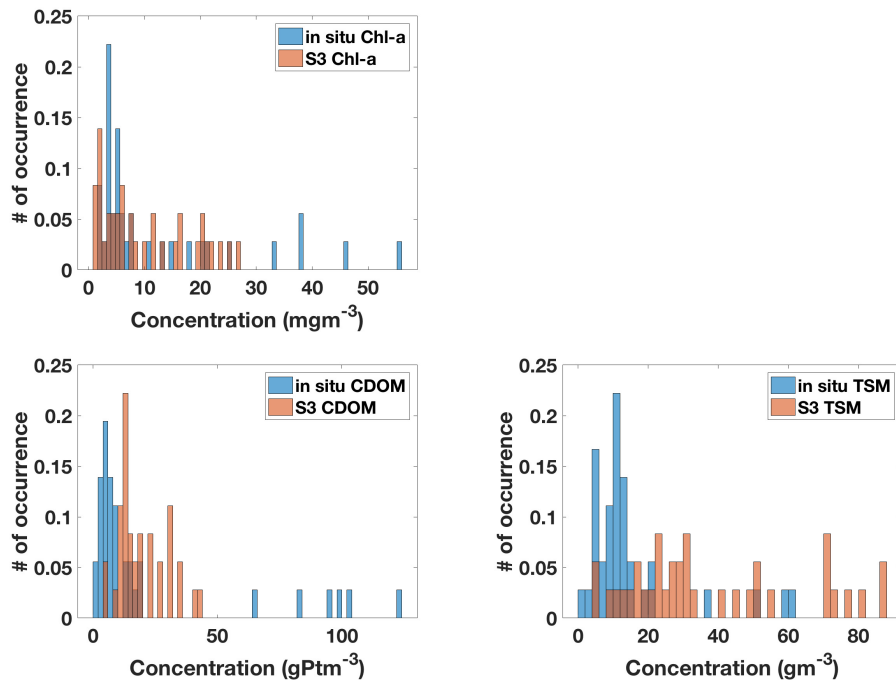 0.25
0.2
0.15
0.1
0.05
0
# of occurrence
in situ Chl-a
S3 Chl-a
0 10 20 30 40 50
Concentration (mgm⁻³)
0.25
0.2
0.15
0.1
0.05
0
# of occurrence
in situ CDOM
S3 CDOM
0 50 100
Concentration (gPtm⁻³)
0.25
0.2
0.15
0.1
0.05
0
# of occurrence
in situ TSM
S3 TSM
0 20 40 60 80
Concentration (gm⁻³)